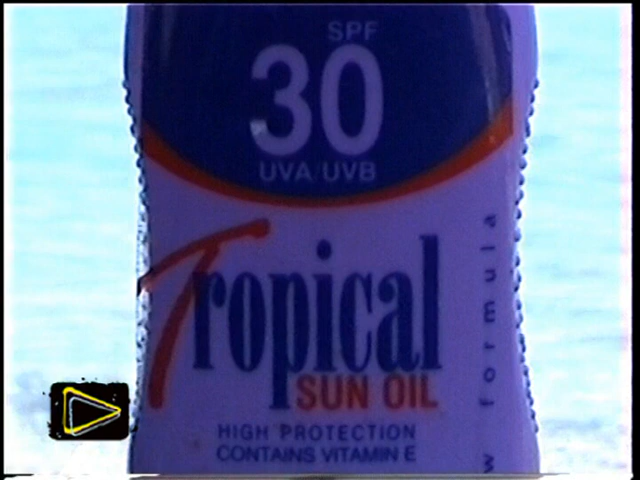 SPF
30
UVA/UVB
Tropical
SUN OIL
HIGH PROTECTION
CONTAINS VITAMIN E
w formula